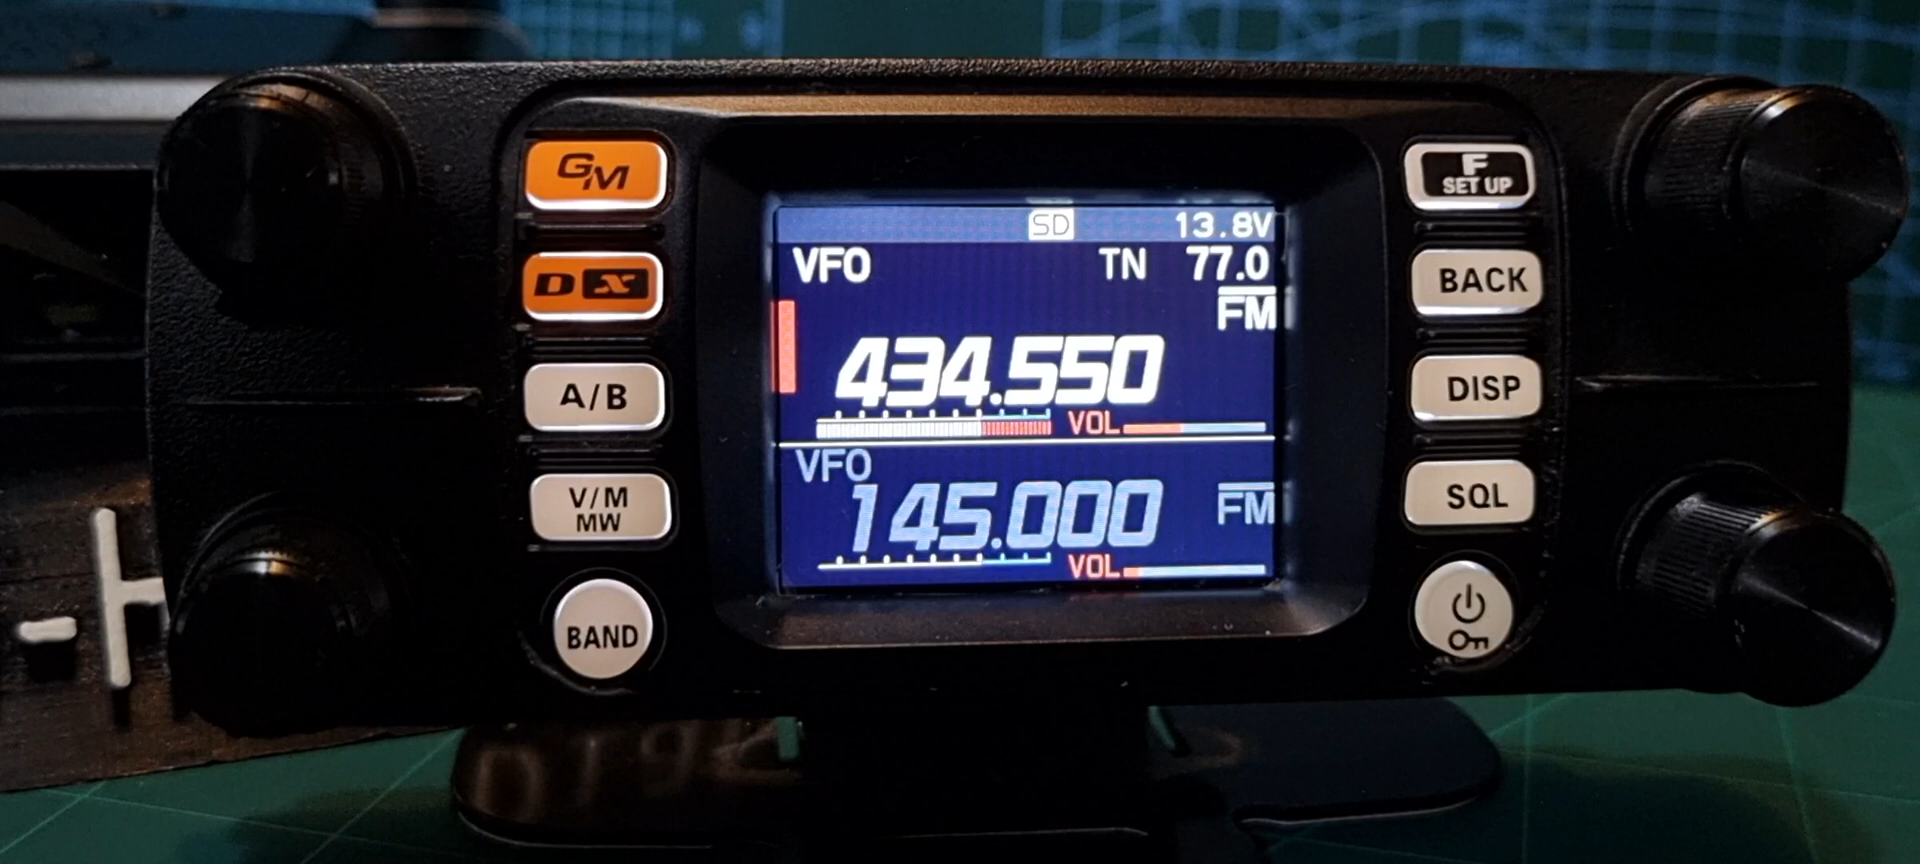 GM
DX
A/B
V/M
MW
BAND
SD 13.8V
VFO TN 77.0
FM
434.550
VOL
VFO
145.000 FM
VOL
F
SET UP
BACK
DISP
SQL